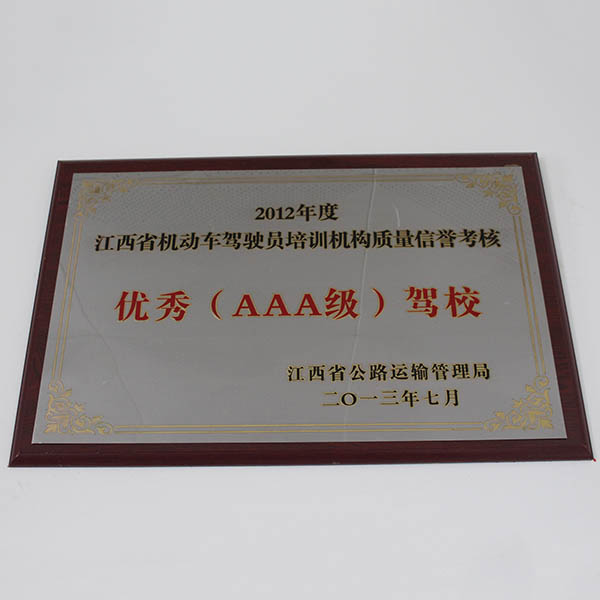 2012年度
江西省机动车驾驶员培训机构质量信誉考核
优秀（AAA级）驾校
江西省公路运输管理局
二〇一三年七月